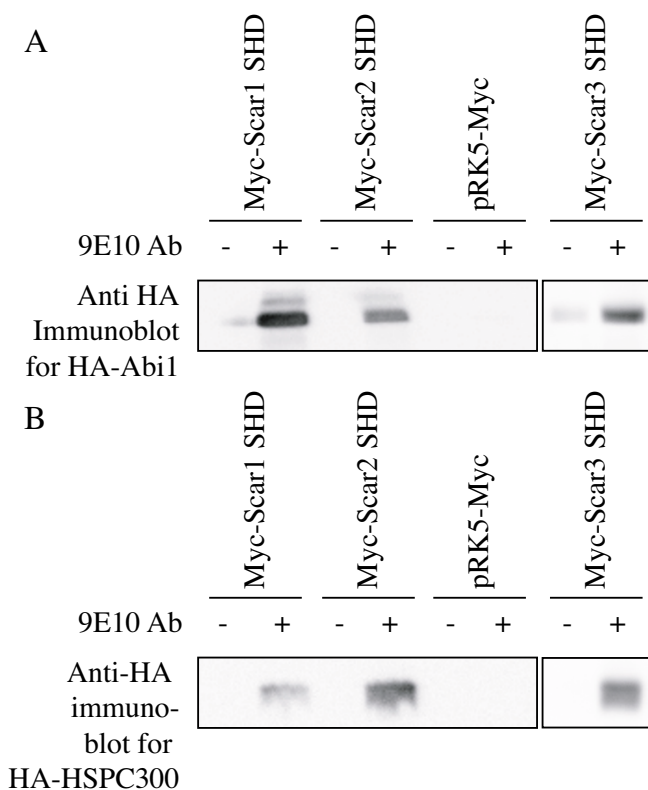 A
Myc-Scar1 SHD
Myc-Scar2 SHD
pRK5-Myc
Myc-Scar3 SHD
9E10 Ab - + - + - + - +
Anti HA
Immunoblot
for HA-Abi1
B
Myc-Scar1 SHD
Myc-Scar2 SHD
pRK5-Myc
Myc-Scar3 SHD
9E10 Ab - + - + - + - +
Anti-HA
immuno-
blot for
HA-HSPC300